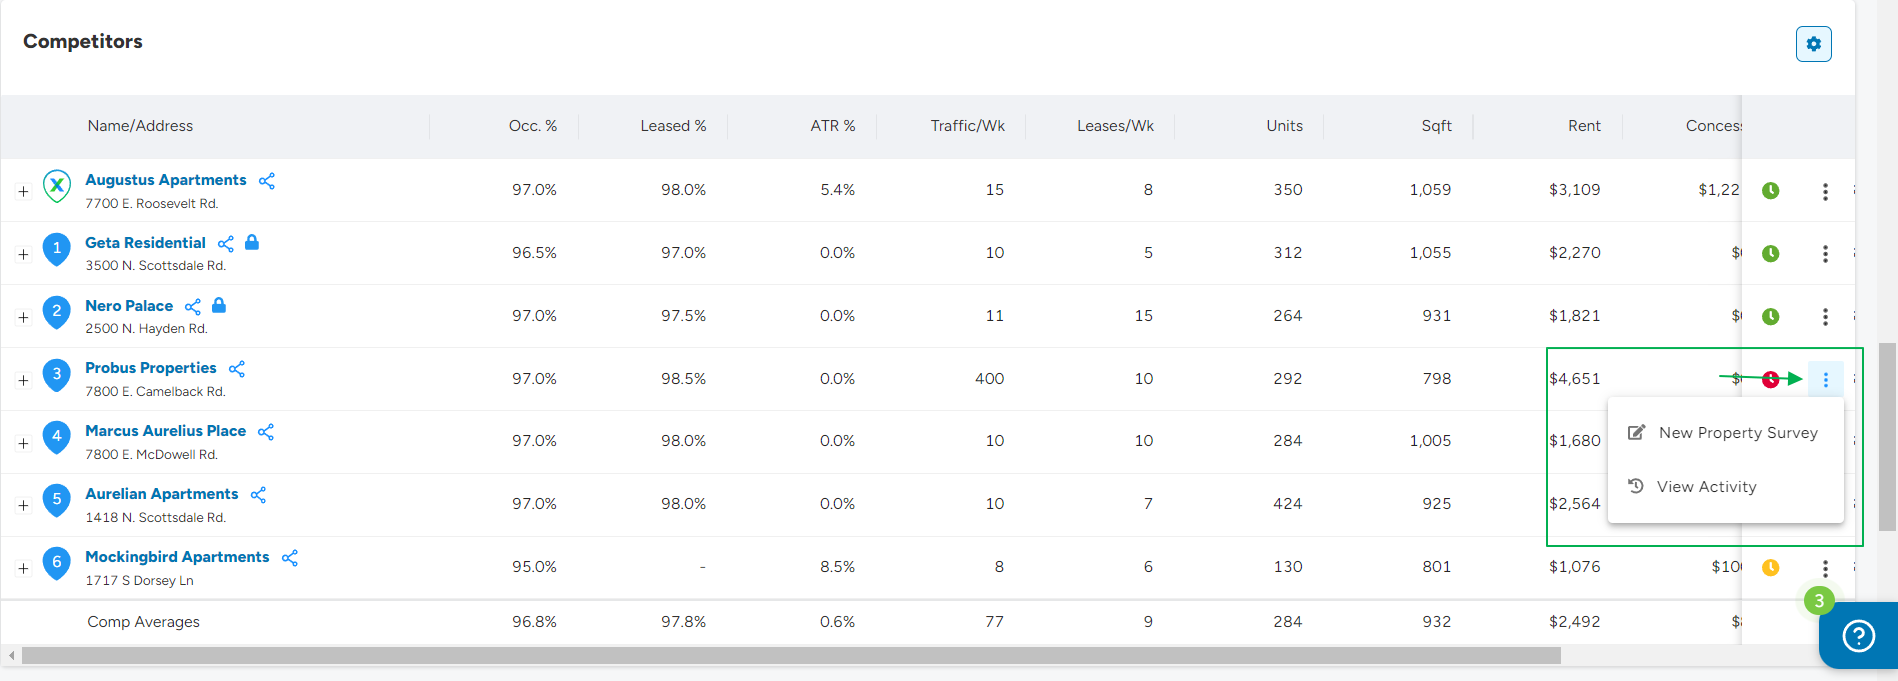 Competitors
Name/Address Occ. % Leased % ATR % Traffic/Wk Leases/Wk Units Sqft Rent Concess
Augustus Apartments
7700 E. Roosevelt Rd.
97.0% 98.0% 5.4% 15 8 350 1,059 $3,109 $1,22
1 Geta Residential
3500 N. Scottsdale Rd.
96.5% 97.0% 0.0% 10 5 312 1,055 $2,270 $
2 Nero Palace
2500 N. Hayden Rd.
97.0% 97.5% 0.0% 11 15 264 931 $1,821 $
3 Probus Properties
7800 E. Camelback Rd.
97.0% 98.5% 0.0% 400 10 292 798 $4,651 $
New Property Survey
View Activity
4 Marcus Aurelius Place
7800 E. McDowell Rd.
97.0% 98.0% 0.0% 10 10 284 1,005 $1,680
5 Aurelian Apartments
1418 N. Scottsdale Rd.
97.0% 98.0% 0.0% 10 7 424 925 $2,564
6 Mockingbird Apartments
1717 S Dorsey Ln
95.0% - 8.5% 8 6 130 801 $1,076 $10
Comp Averages 96.8% 97.8% 0.6% 77 9 284 932 $2,492 $
3
?